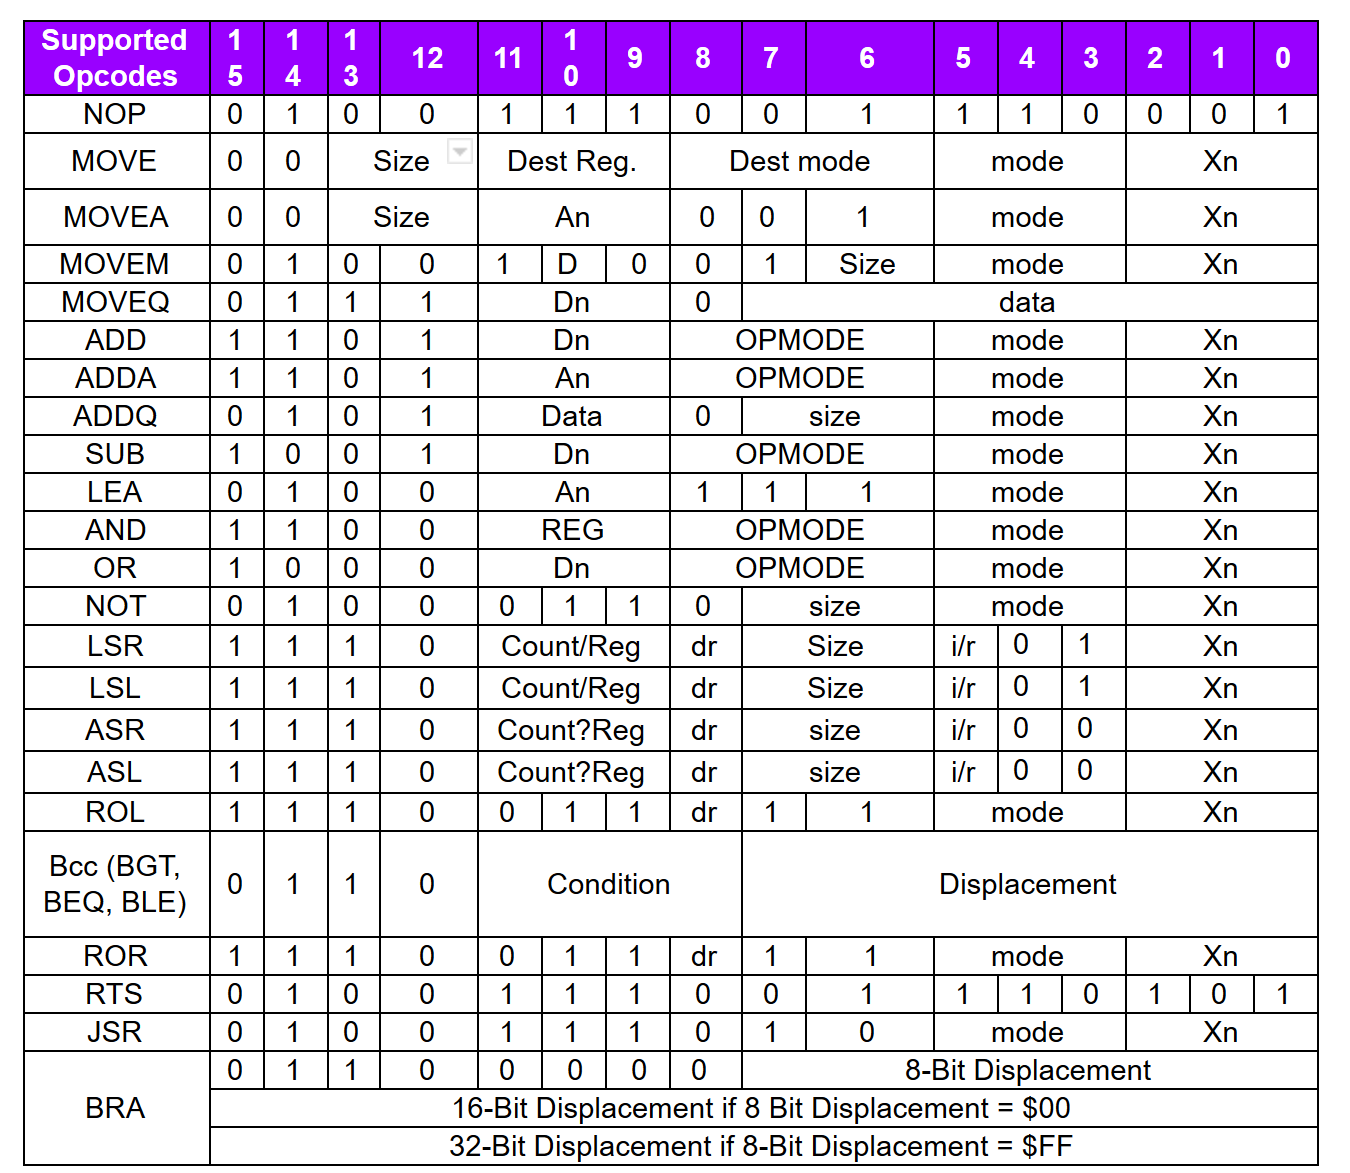 Supported Opcodes 15 14 13 12 11 10 9 8 7 6 5 4 3 2 1 0
NOP 0 1 0 0 1 1 1 0 0 1 1 1 0 0 0 1
MOVE 0 0 Size Dest Reg. Dest mode mode Xn
MOVEA 0 0 Size An 0 0 1 mode Xn
MOVEM 0 1 0 0 1 D 0 0 1 Size mode Xn
MOVEQ 0 1 1 1 Dn 0 data
ADD 1 1 0 1 Dn OPMODE mode Xn
ADDA 1 1 0 1 An OPMODE mode Xn
ADDQ 0 1 0 1 Data 0 size mode Xn
SUB 1 0 0 1 Dn OPMODE mode Xn
LEA 0 1 0 0 An 1 1 1 mode Xn
AND 1 1 0 0 REG OPMODE mode Xn
OR 1 0 0 0 Dn OPMODE mode Xn
NOT 0 1 0 0 0 1 1 0 size mode Xn
LSR 1 1 1 0 Count/Reg dr Size i/r 0 1 Xn
LSL 1 1 1 0 Count/Reg dr Size i/r 0 1 Xn
ASR 1 1 1 0 Count?Reg dr size i/r 0 0 Xn
ASL 1 1 1 0 Count?Reg dr size i/r 0 0 Xn
ROL 1 1 1 0 0 1 1 dr 1 1 mode Xn
Bcc (BGT, BEQ, BLE) 0 1 1 0 Condition Displacement
ROR 1 1 1 0 0 1 1 dr 1 1 mode Xn
RTS 0 1 0 0 1 1 1 0 0 1 1 1 0 1 0 1
JSR 0 1 0 0 1 1 1 0 1 0 mode Xn
BRA 0 1 1 0 0 0 0 0 8-Bit Displacement
16-Bit Displacement if 8 Bit Displacement = $00
32-Bit Displacement if 8-Bit Displacement = $FF